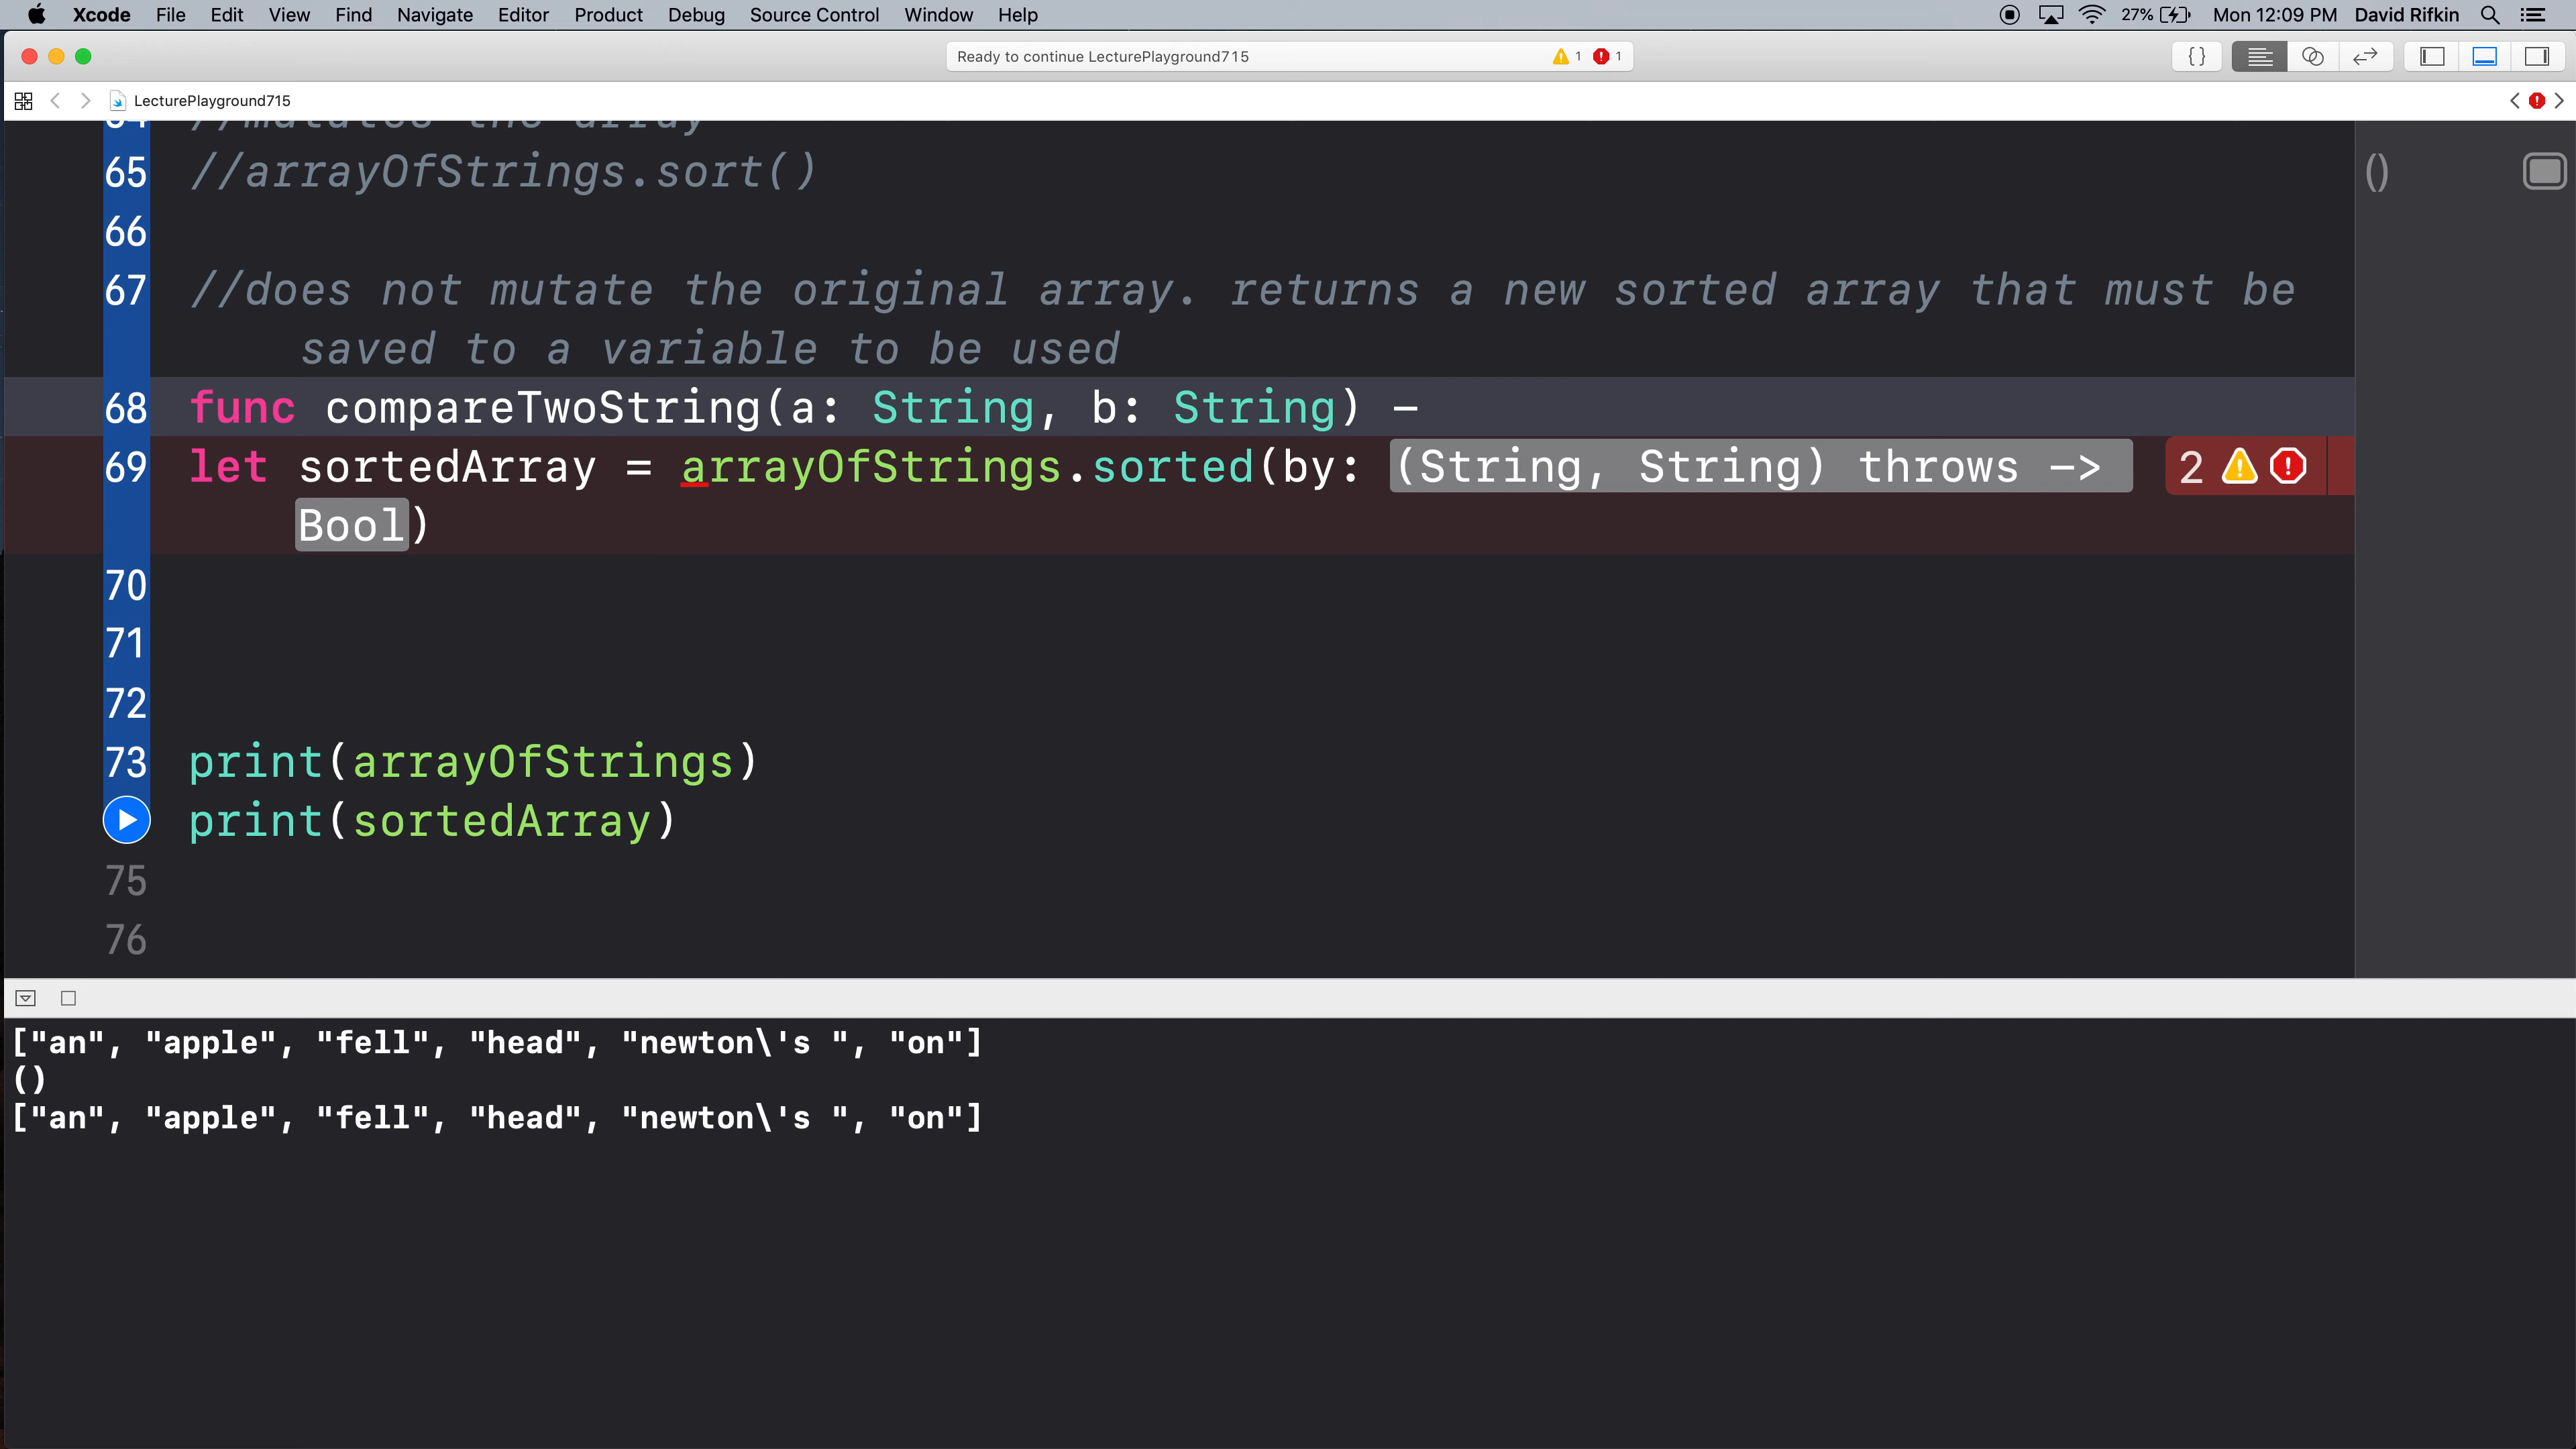 Xcode File Edit View Find Navigate Editor Product Debug Source Control Window Help 27% Mon 12:09 PM David Rifkin
Ready to continue LecturePlayground715 1 1
LecturePlayground715
64 //mutates the array
65 //arrayOfStrings.sort() ()
66
67 //does not mutate the original array. returns a new sorted array that must be
saved to a variable to be used
68 func compareTwoString(a: String, b: String) -
69 let sortedArray = arrayOfStrings.sorted(by: (String, String) throws -> 2
Bool)
70
71
72
73 print(arrayOfStrings)
print(sortedArray)
75
76
["an", "apple", "fell", "head", "newton\'s ", "on"]
()
["an", "apple", "fell", "head", "newton\'s ", "on"]